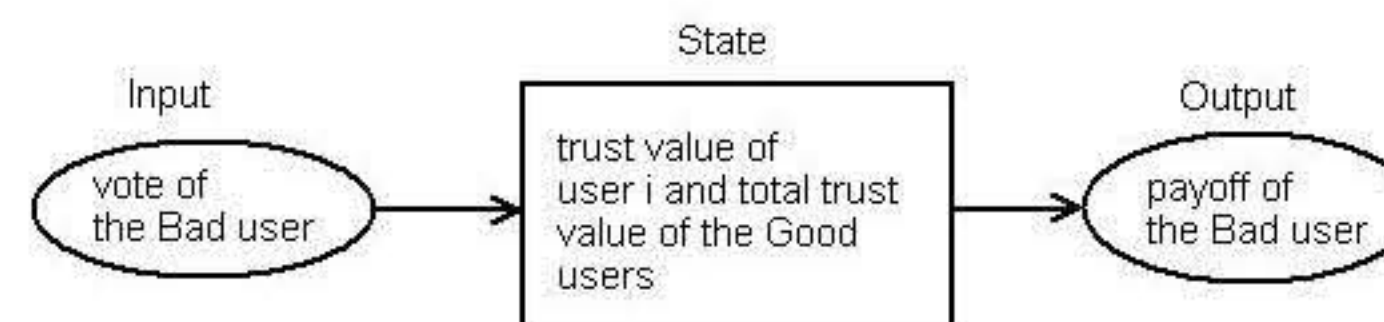 State
Input
Output
vote of
the Bad user
trust value of
user i and total trust
value of the Good
users
payoff of
the Bad user